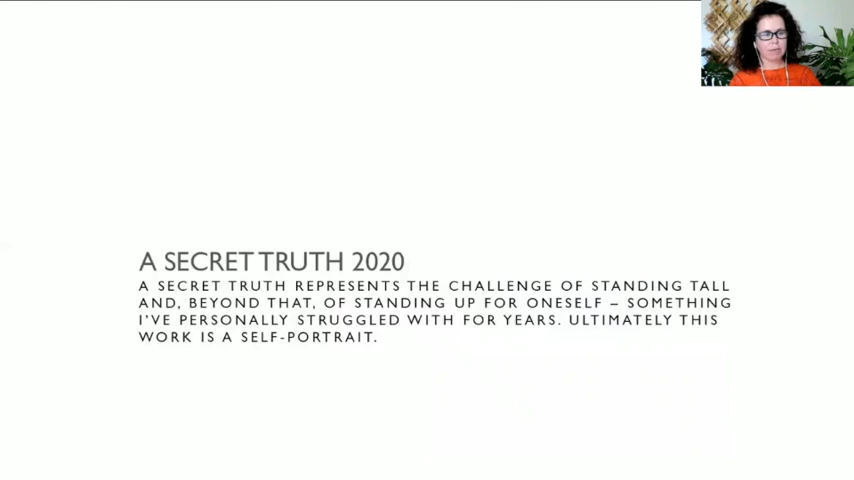 A SECRET TRUTH 2020
A SECRET TRUTH REPRESENTS THE CHALLENGE OF STANDING TALL
AND, BEYOND THAT, OF STANDING UP FOR ONESELF – SOMETHING
I'VE PERSONALLY STRUGGLED WITH FOR YEARS. ULTIMATELY THIS
WORK IS A SELF-PORTRAIT.